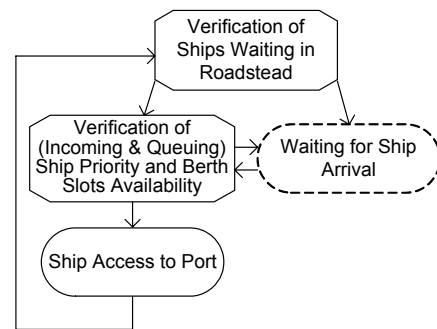 Verification of
Ships Waiting in
Roadstead
Verification of
(Incoming & Queuing)
Ship Priority and Berth
Slots Availability
Waiting for Ship
Arrival
Ship Access to Port